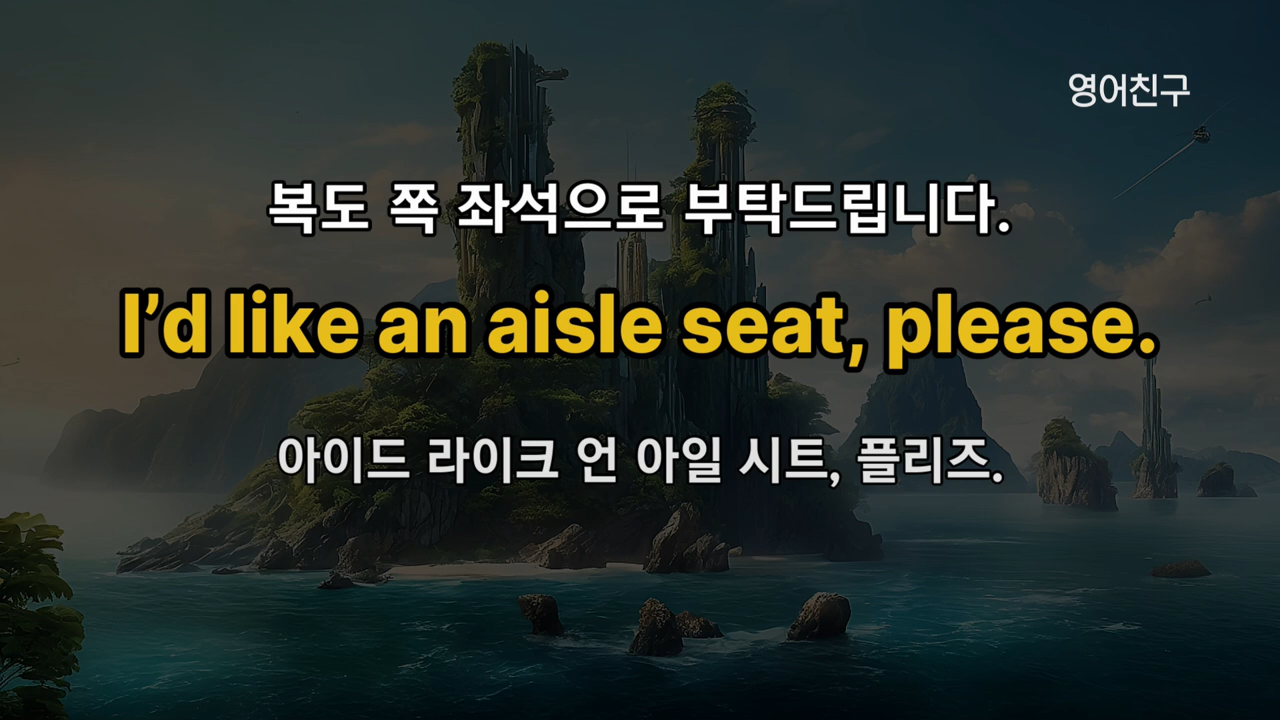 영어친구
복도 쪽 좌석으로 부탁드립니다.
I’d like an aisle seat, please.
아이드 라이크 언 아일 시트, 플리즈.